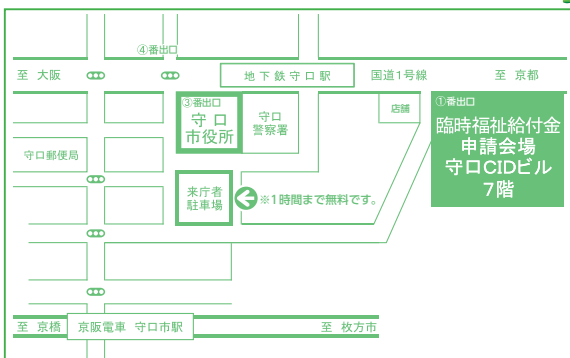 ④番出口
至 大阪
地下鉄守口駅
国道1号線
至 京都
③番出口
守口
市役所
守口
警察署
店舗
①番出口
臨時福祉給付金
申請会場
守口CIDビル
7階
守口郵便局
来庁者
駐車場
※1時間まで無料です。
至 京橋
京阪電車 守口市駅
至 枚方市